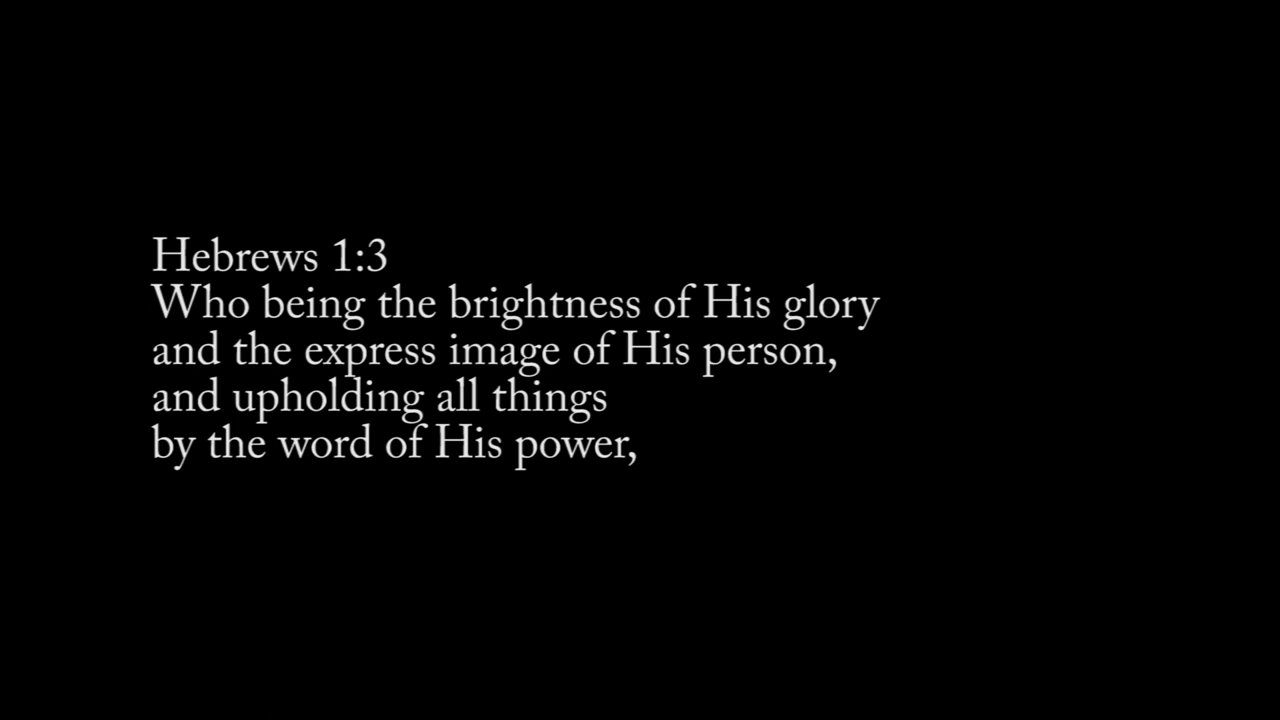 Hebrews 1:3
Who being the brightness of His glory
and the express image of His person,
and upholding all things
by the word of His power,